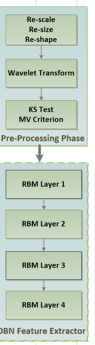 Re-scale
Re-size
Re-shape
Wavelet Transform
KS Test
MV Criterion
Pre-Processing Phase
RBM Layer 1
RBM Layer 2
RBM Layer 3
RBM Layer 4
DBN Feature Extractor